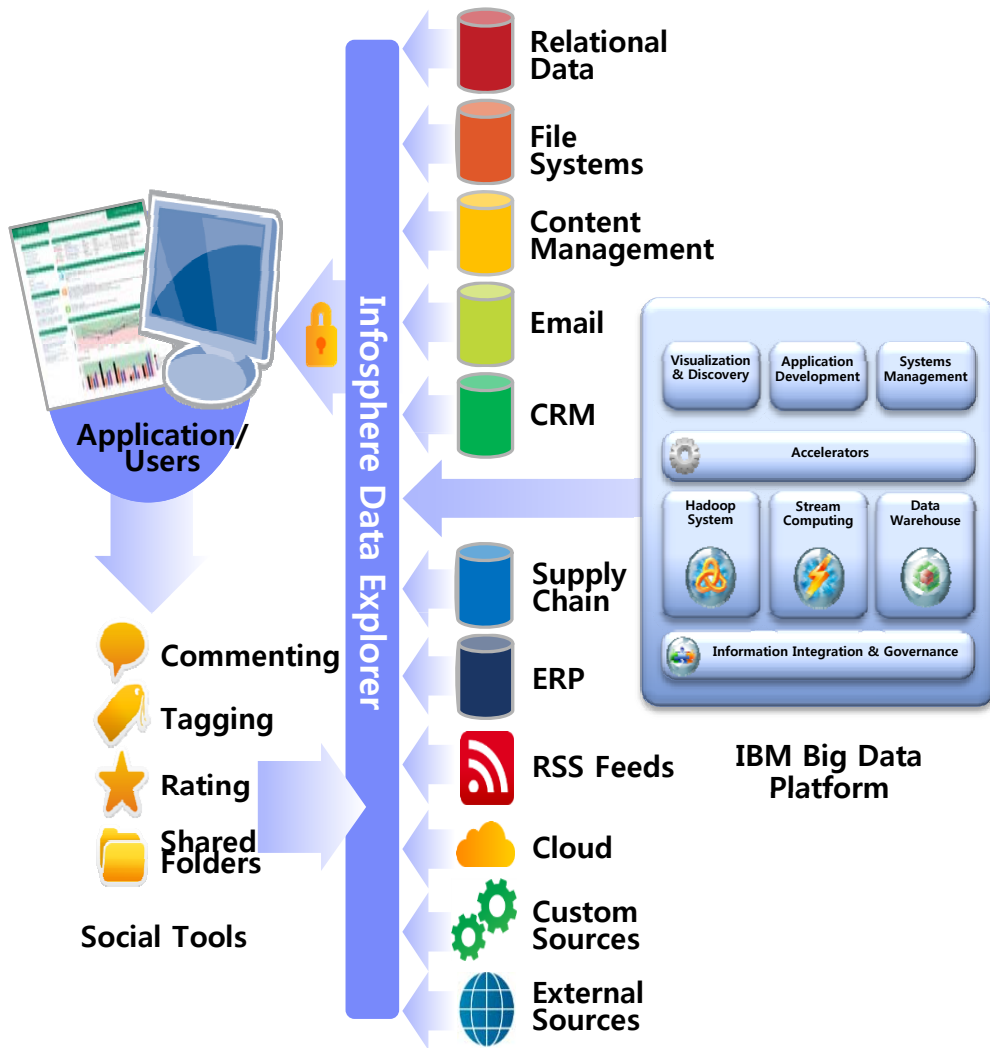 Relational
Data
File
Systems
Content
Management
Email
CRM
Supply
Chain
ERP
RSS Feeds
Cloud
Custom
Sources
External
Sources
Infosphere Data Explorer
Application/
Users
Commenting
Tagging
Rating
Shared
Folders
Social Tools
Visualization
& Discovery
Application
Development
Systems
Management
Accelerators
Hadoop
System
Stream
Computing
Data
Warehouse
Information Integration & Governance
IBM Big Data
Platform